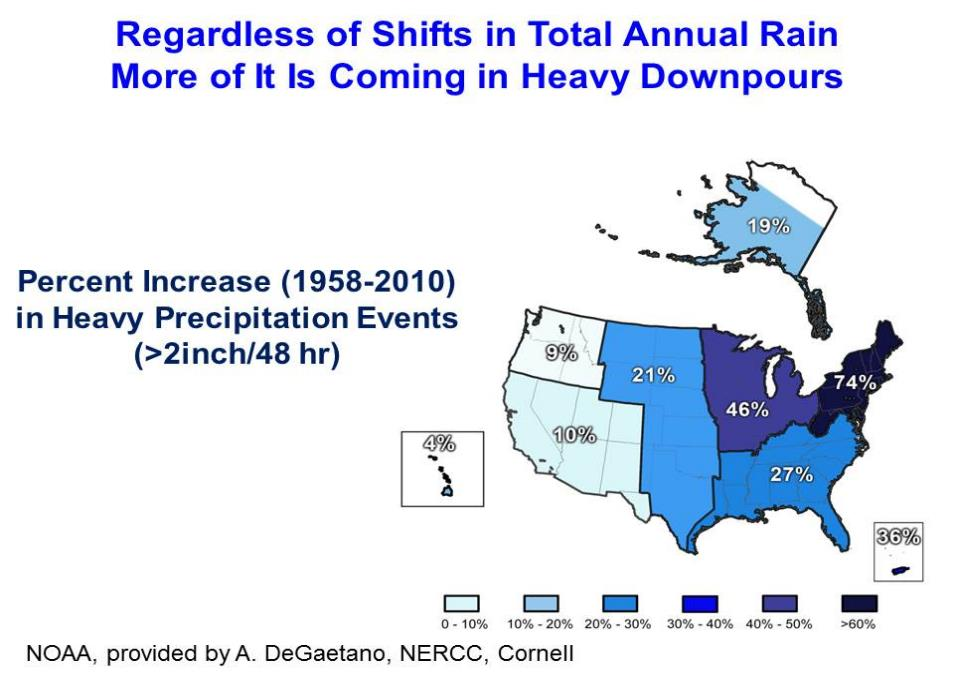 Regardless of Shifts in Total Annual Rain
More of It Is Coming in Heavy Downpours
Percent Increase (1958-2010)
in Heavy Precipitation Events
(>2inch/48 hr)
19%
9%
21%
74%
46%
10%
4%
27%
36%
0 - 10%
10% - 20%
20% - 30%
30% - 40%
40% - 50%
>60%
NOAA, provided by A. DeGaetano, NERCC, Cornell